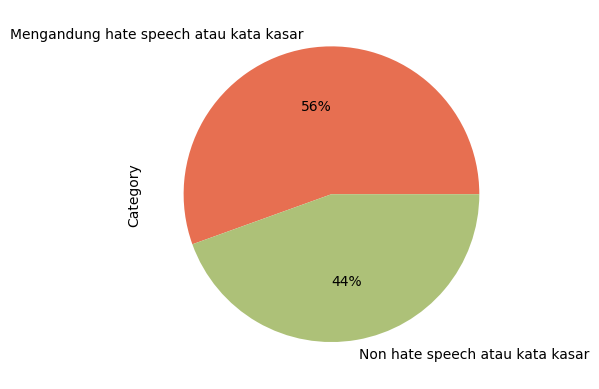 Mengandung hate speech atau kata kasar
56%
Category
44%
Non hate speech atau kata kasar